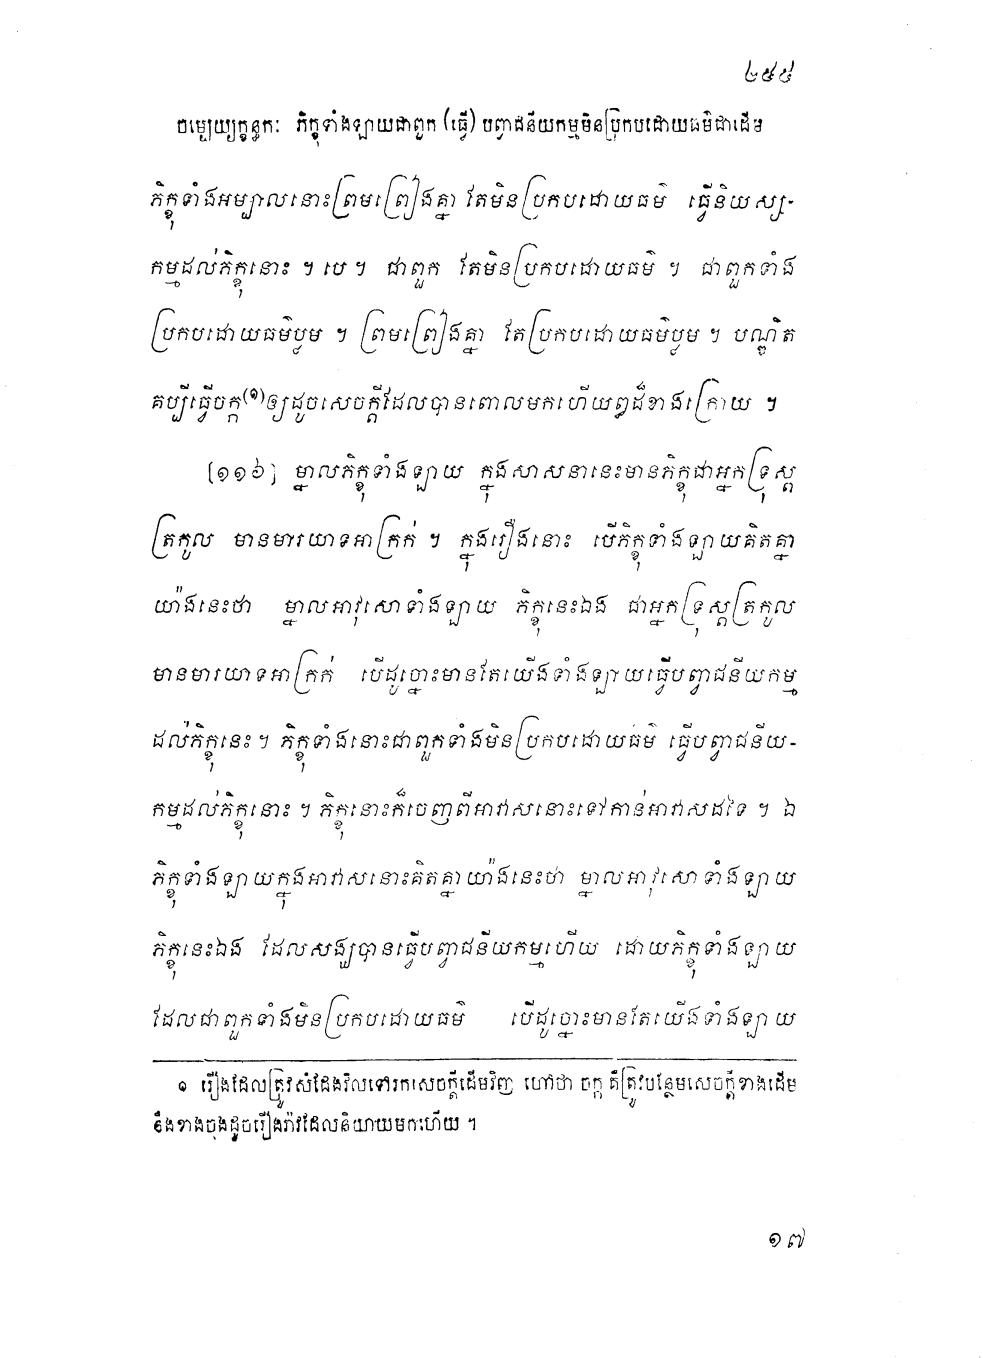 ២៥៥
ចម្បេយ្យក្ខន្ធកៈ ភិក្ខុទាំងឡាយជាពួក (ធ្វើ) បព្វាជនីយកម្មមិនប្រកបដោយធម៌ជាដើម
ភិក្ខុទាំងអម្បាលនោះព្រមព្រៀងគ្នា តែមិនប្រកបដោយធម៌ ធ្វើនិយស្ស-
កម្មដល់ភិក្ខុនោះ ។ បេ ។ ជាពួក តែមិនប្រកបដោយធម៌ ។ ជាពួកទាំង
ប្រកបដោយធម៌ប្លូម ។ ព្រមព្រៀងគ្នា តែប្រកបដោយធម៌ប្លូម ។ បណ្ឌិត
គប្បីធ្វើចក្ក(១)ឲ្យដូចសេចក្តីដែលបានពោលមកហើយឰដ៏ខាងក្រោយ ។
[១១៦] ម្នាលភិក្ខុទាំងឡាយ ក្នុងសាសនានេះមានភិក្ខុជាអ្នកទ្រុស្ត
ត្រកូល មានមារយាទអាក្រក់ ។ ក្នុងរឿងនោះ បើភិក្ខុទាំងឡាយគិតគ្នា
យ៉ាងនេះថា ម្នាលអាវុសោទាំងឡាយ ភិក្ខុនេះឯង ជាអ្នកទ្រុស្តត្រកូល
មានមារយាទអាក្រក់ បើដូច្នោះមានតែយើងទាំងឡាយធ្វើបព្វាជនីយកម្ម
ដល់ភិក្ខុនេះ ។ ភិក្ខុទាំងនោះជាពួកទាំងមិនប្រកបដោយធម៌ ធ្វើបព្វាជនីយ-
កម្មដល់ភិក្ខុនោះ ។ ភិក្ខុនោះក៏ចេញពីអាវាសនោះទៅកាន់អាវាសដទៃ ។ ឯ
ភិក្ខុទាំងឡាយក្នុងអាវាសនោះគិតគ្នាយ៉ាងនេះថា ម្នាលអាវុសោទាំងឡាយ
ភិក្ខុនេះឯង ដែលសង្ឃបានធ្វើបព្វាជនីយកម្មហើយ ដោយភិក្ខុទាំងឡាយ
ដែលជាពួកទាំងមិនប្រកបដោយធម៌ បើដូច្នោះមានតែយើងទាំងឡាយ
១ រឿងដែលត្រូវសំដែងវិលទៅរកសេចក្តីដើមវិញ ហៅថា ចក្ក គឺត្រូវបន្ថែមសេចក្តីខាងដើម
នឹងខាងចុងដូចរឿងរ៉ាវដែលនិយាយមកហើយ ។
១៧